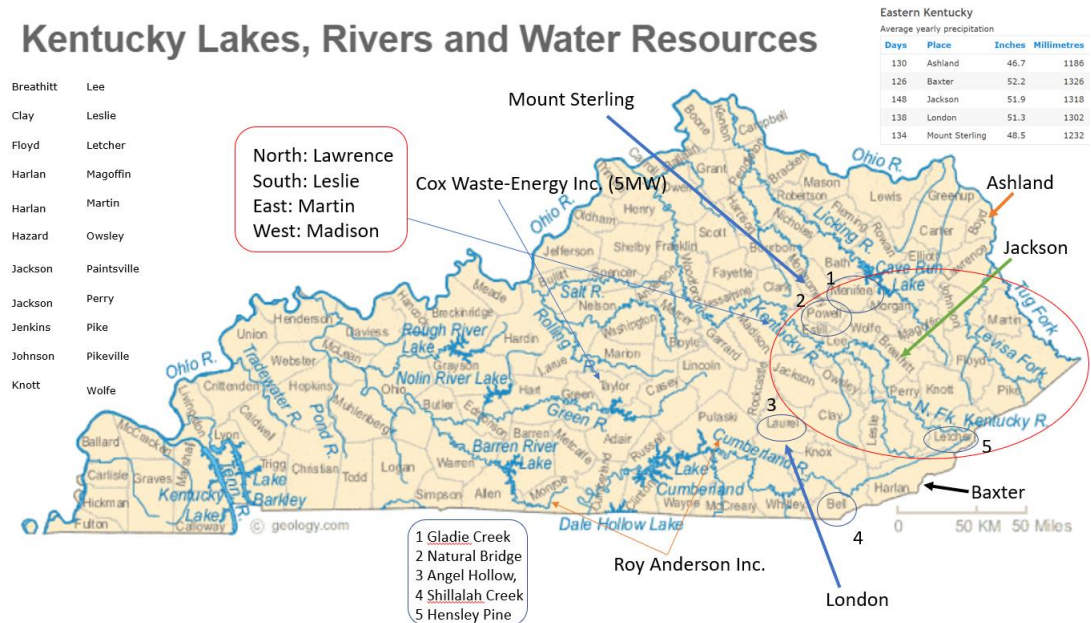 Kentucky Lakes, Rivers and Water Resources
Eastern Kentucky
Average yearly precipitation
Days Place Inches Millimetres
130 Ashland 46.7 1186
126 Baxter 52.2 1326
148 Jackson 51.9 1318
138 London 51.3 1302
134 Mount Sterling 48.5 1232
Breathitt Lee
Clay Leslie
Floyd Letcher
Harlan Magoffin
Harlan Martin
Hazard Owsley
Jackson Paintsville
Jackson Perry
Jenkins Pike
Johnson Pikeville
Knott Wolfe
North: Lawrence
South: Leslie
East: Martin
West: Madison
Mount Sterling
Cox Waste-Energy Inc. (5MW)
Ashland
Jackson
Baxter
London
Roy Anderson Inc.
1 Gladie Creek
2 Natural Bridge
3 Angel Hollow,
4 Shillalah Creek
5 Hensley Pine
1
2
3
4
5
Boone
Kenton
Campbell
Grant
Bracken
Mason
Robertson
Lewis
Greenup
Boyd
Carter
Elliott
Lawrence
Fleming
Rowan
Nicholas
Harrison
Bourbon
Bath
Menifee
Morgan
Johnson
Martin
Magoffin
Floyd
Pike
Knott
Perry
Breathitt
Wolfe
Powell
Estill
Lee
Owsley
Jackson
Clay
Leslie
Letcher
Harlan
Bell
Knox
Laurel
Rockcastle
Madison
Garrard
Clark
Fayette
Scott
Woodford
Franklin
Shelby
Henry
Oldham
Jefferson
Bullitt
Spencer
Nelson
Washington
Mercer
Boyle
Lincoln
Casey
Marion
Taylor
Green
Larue
Hardin
Meade
Breckinridge
Hancock
Daviess
Ohio
Grayson
Hart
Butler
Edmonson
Warren
Barren
Metcalfe
Adair
Russell
Pulaski
Wayne
McCreary
Whitley
Clinton
Cumberland
Monroe
Allen
Simpson
Logan
Todd
Christian
Trigg
Muhlenberg
McLean
Hopkins
Webster
Henderson
Union
Crittenden
Livingston
Caldwell
Lyon
Marshall
McCracken
Ballard
Carlisle
Graves
Hickman
Fulton
Calloway
Ohio R.
Ohio R.
Ohio R.
Licking R.
Cave Run
Lake
Tug Fork
Levisa Fork
Kentucky R.
N. Fk. Kentucky R.
Salt R.
Rolling F.
Rough River
Lake
Nolin River Lake
Green R.
Barren River
Lake
Cumberland R.
Lake
Cumberland
Dale Hollow Lake
Tradewater R.
Pond R.
Lake
Barkley
Kentucky
Lake
Tenn. R.
© geology.com
0 50 KM 50 Miles